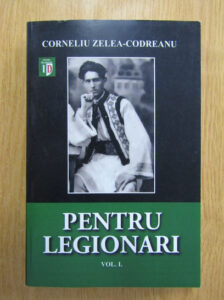 CORNELIU ZELEA-CODREANU
PENTRU
LEGIONARI
VOL. I.